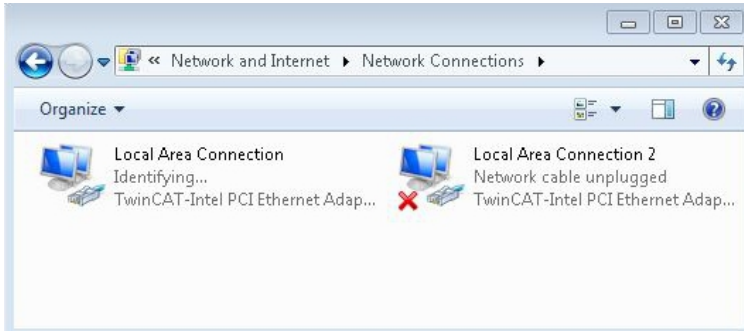 « Network and Internet ▸ Network Connections ▸
Organize ▾
Local Area Connection
Identifying...
TwinCAT-Intel PCI Ethernet Adap...
Local Area Connection 2
Network cable unplugged
TwinCAT-Intel PCI Ethernet Adap...